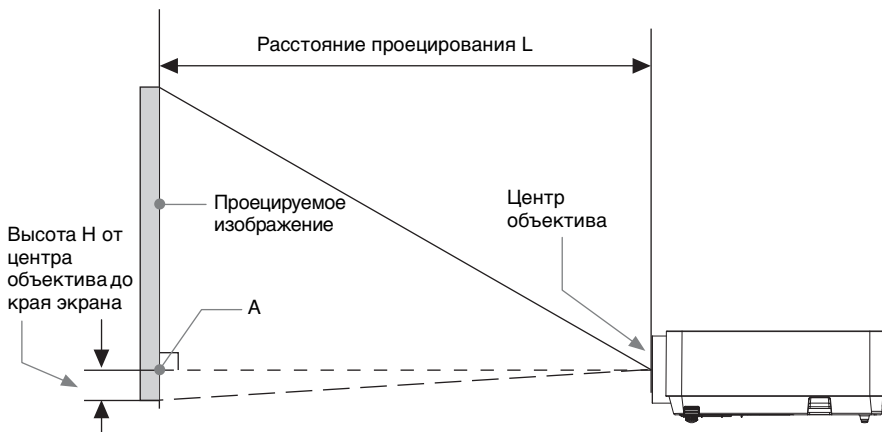 Расстояние проецирования L
Проецируемое
изображение
Центр
объектива
Высота H от
центра
объектива до
края экрана
A